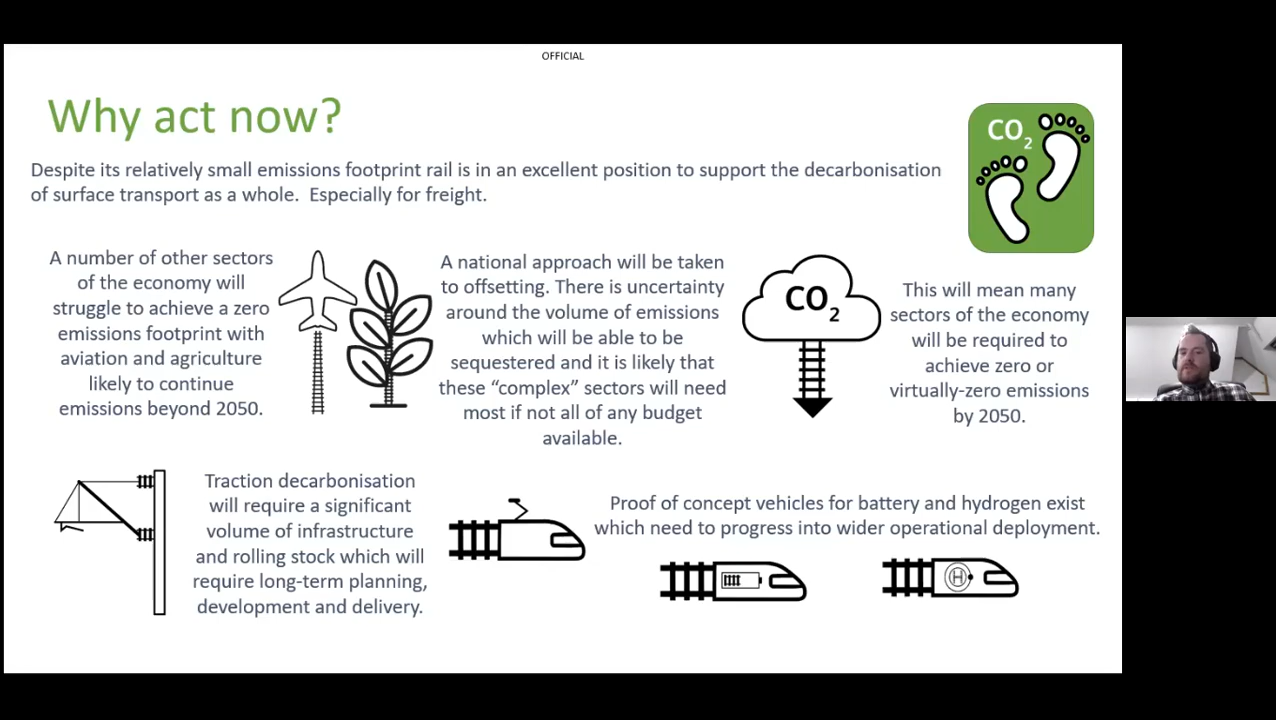 OFFICIAL
Why act now?
CO2
Despite its relatively small emissions footprint rail is in an excellent position to support the decarbonisation
of surface transport as a whole.  Especially for freight.
A number of other sectors
of the economy will
struggle to achieve a zero
emissions footprint with
aviation and agriculture
likely to continue
emissions beyond 2050.
A national approach will be taken
to offsetting. There is uncertainty
around the volume of emissions
which will be able to be
sequestered and it is likely that
these “complex” sectors will need
most if not all of any budget
available.
CO2
This will mean many
sectors of the economy
will be required to
achieve zero or
virtually-zero emissions
by 2050.
Traction decarbonisation
will require a significant
volume of infrastructure
and rolling stock which will
require long-term planning,
development and delivery.
Proof of concept vehicles for battery and hydrogen exist
which need to progress into wider operational deployment.
H